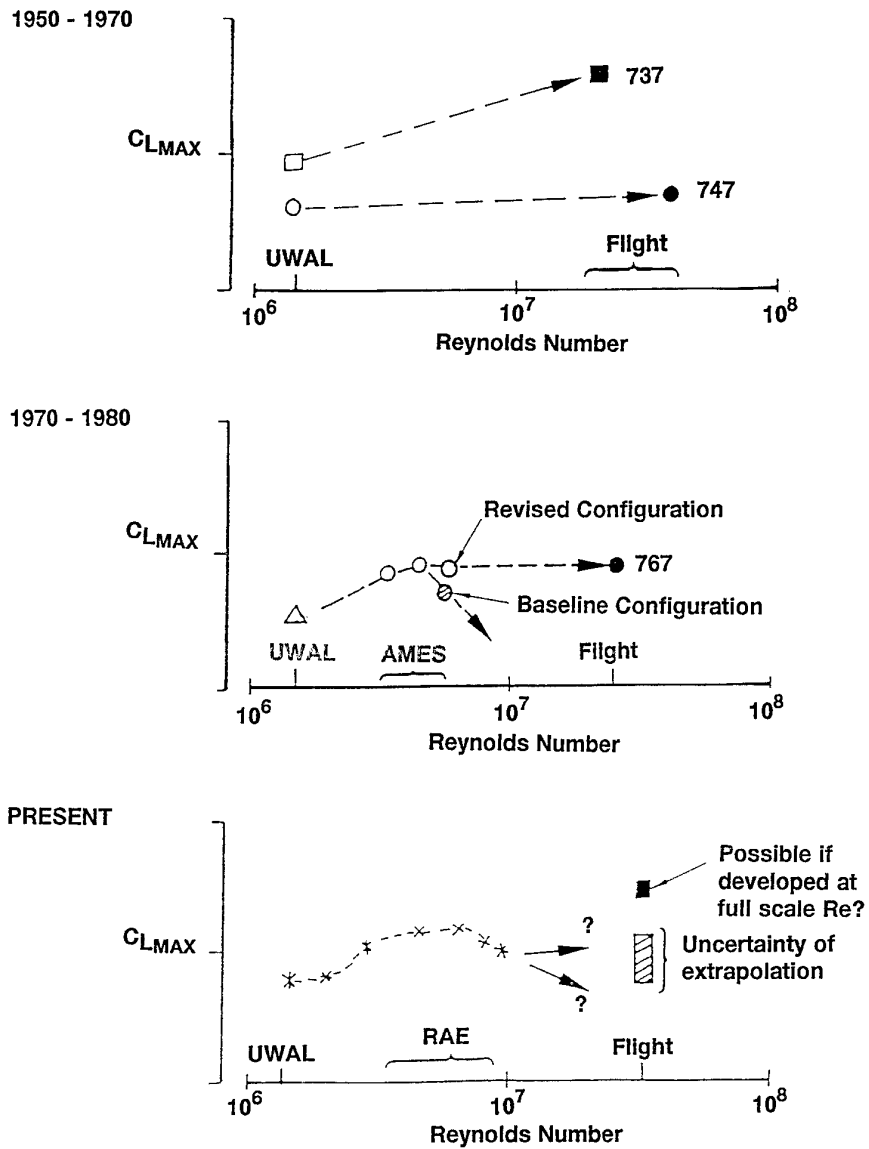 1950 - 1970
CLMAX
737
747
UWAL
Flight
10^6
10^7
10^8
Reynolds Number
1970 - 1980
CLMAX
Revised Configuration
767
Baseline Configuration
UWAL
AMES
Flight
10^6
10^7
10^8
Reynolds Number
PRESENT
CLMAX
Possible if
developed at
full scale Re?
?
Uncertainty of
extrapolation
?
UWAL
RAE
Flight
10^6
10^7
10^8
Reynolds Number